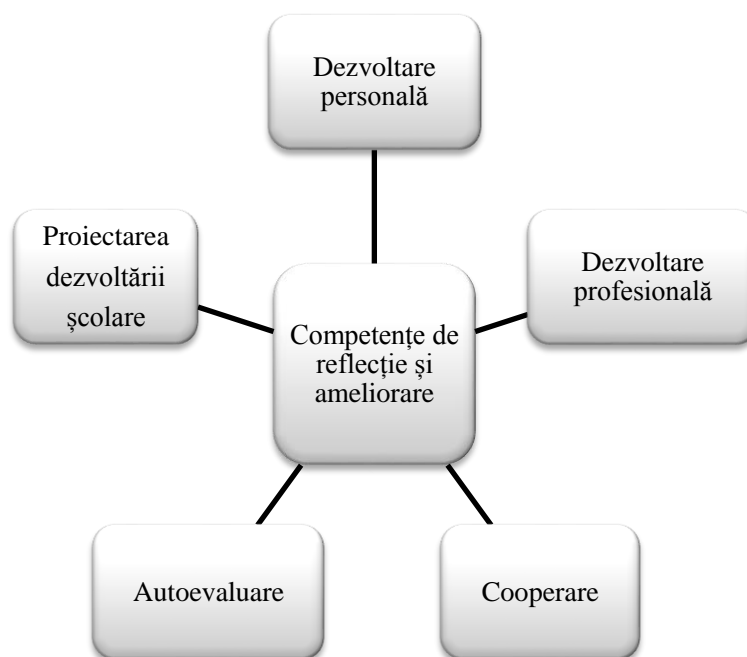 Dezvoltare
personală
Proiectarea
dezvoltării
școlare
Dezvoltare
profesională
Competențe de
reflecție și
ameliorare
Autoevaluare
Cooperare